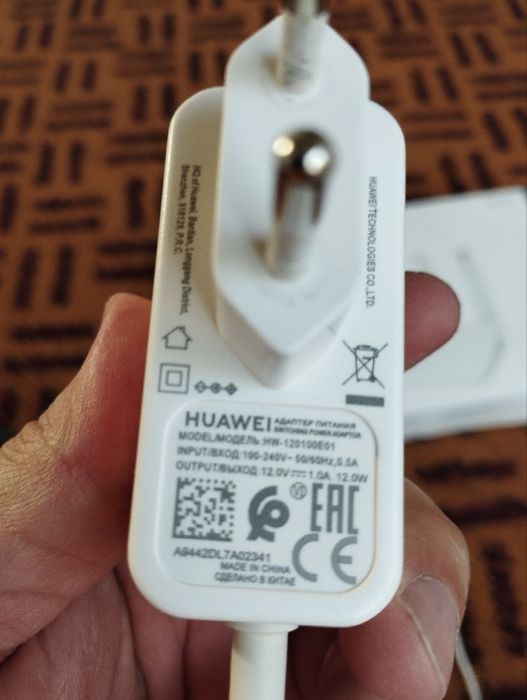 HQ of Huawei, Bantian, Longgang District,
Shenzhen, 518129, P.R.C.
HUAWEI TECHNOLOGIES CO.,LTD.
HUAWEI АДАПТЕР ПИТАНИЯ
SWITCHING POWER ADAPTOR
MODEL/МОДЕЛЬ:HW-120100E01
INPUT/ВХОД:100-240V~ 50/60Hz, 0.5A
OUTPUT/ВЫХОД: 12.0V⎓1.0A, 12.0W
VI
EAC
A9442DL7A02341
MADE IN CHINA
СДЕЛАНО В КИТАЕ
CE